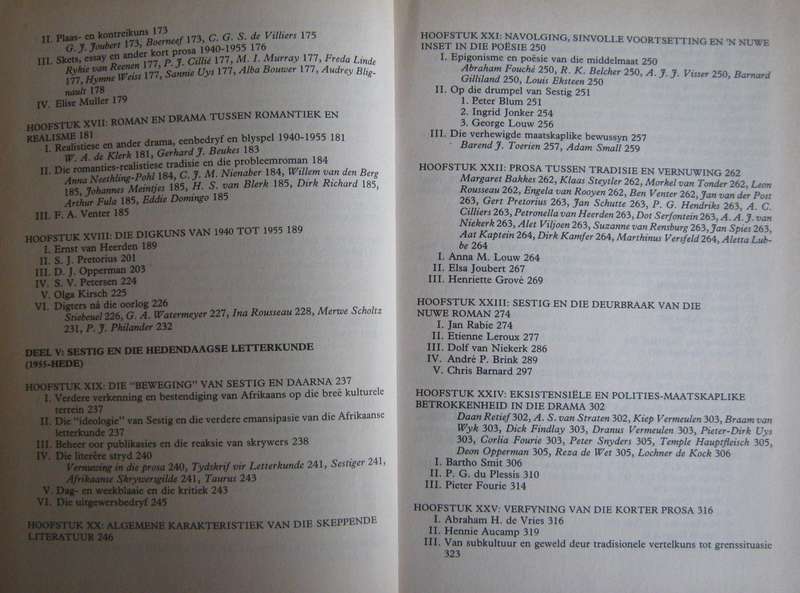 II. Plaas- en kontreikuns 173
G. J. Joubert 173, Boerneef 173, C. G. S. de Villiers 175
III. Skets, essay en ander kort prosa 1940-1955 176
Rykie van Reenen 177, P. J. Cillié 177, M. I. Murray 177, Freda Linde
177, Hymne Weiss 177, Sannie Uys 177, Alba Bouwer 177, Audrey Blig-
nault 178
IV. Elise Muller 179
HOOFSTUK XVII: ROMAN EN DRAMA TUSSEN ROMANTIEK EN
REALISME 181
I. Realistiese en ander drama, eenbedryf en blyspel 1940-1955 181
W. A. de Klerk 181, Gerhard J. Beukes 183
II. Die romanties-realistiese tradisie en die probleemroman 184
Anna Neethling-Pohl 184, C. J. M. Nienaber 184, Willem van den Berg
185, Johannes Meintjes 185, H. S. van Blerk 185, Dirk Richard 185,
Arthur Fula 185, Eddie Domingo 185
III. F. A. Venter 185
HOOFSTUK XVIII: DIE DIGKUNS VAN 1940 TOT 1955 189
I. Ernst van Heerden 189
II. S. J. Pretorius 201
III. D. J. Opperman 203
IV. S. V. Petersen 224
V. Olga Kirsch 225
VI. Digters ná die oorlog 226
Stiebeuel 226, G. A. Watermeyer 227, Ina Rousseau 228, Merwe Scholtz
231, P. J. Philander 232
DEEL V: SESTIG EN DIE HEDENDAAGSE LETTERKUNDE
(1955-HEDE)
HOOFSTUK XIX: DIE "BEWEGING" VAN SESTIG EN DAARNA 237
I. Verdere verkenning en bestendiging van Afrikaans op die breë kulturele
terrein 237
II. Die "ideologie" van Sestig en die verdere emansipasie van die Afrikaanse
letterkunde 237
III. Beheer oor publikasies en die reaksie van skrywers 238
IV. Die literêre stryd 240
Vernuwing in die prosa 240, Tydskrif vir Letterkunde 241, Sestiger 241,
Afrikaanse Skrywersgilde 241, Taurus 243
V. Dag- en weekblaaie en die kritiek 243
VI. Die uitgewersbedryf 245
HOOFSTUK XX: ALGEMENE KARAKTERISTIEK VAN DIE SKEPPENDE
LITERATUUR 246
HOOFSTUK XXI: NAVOLGING, SINVOLLE VOORTSETTING EN 'N NUWE
INSET IN DIE POËSIE 250
I. Epigonisme en poësie van die middelmaat 250
Abraham Fouché 250, R. K. Belcher 250, A. J. J. Visser 250, Barnard
Gilliland 250, Louis Eksteen 250
II. Op die drumpel van Sestig 251
1. Peter Blum 251
2. Ingrid Jonker 254
3. George Louw 256
III. Die verhewigde maatskaplike bewussyn 257
Barend J. Toerien 257, Adam Small 259
HOOFSTUK XXII: PROSA TUSSEN TRADISIE EN VERNUWING 262
Margaret Bakkes 262, Klaas Steytler 262, Morkel van Tonder 262, Leon
Rousseau 262, Engela van Rooyen 262, Ben Venter 262, Jan van der Post
263, Gert Pretorius 263, Jan Schutte 263, P. G. Hendriks 263, A. C.
Cilliers 263, Petronella van Heerden 263, Dot Serfontein 263, A. A. J. van
Niekerk 263, Alet Viljoen 263, Suzanne van Rensburg 263, Jan Spies 263,
Aat Kaptein 264, Dirk Kamfer 264, Marthinus Versfeld 264, Aletta Lub-
be 264
I. Anna M. Louw 264
II. Elsa Joubert 267
III. Henriette Grové 269
HOOFSTUK XXIII: SESTIG EN DIE DEURBRAAK VAN DIE
NUWE ROMAN 274
I. Jan Rabie 274
II. Etienne Leroux 277
III. Dolf van Niekerk 286
IV. André P. Brink 289
V. Chris Barnard 297
HOOFSTUK XXIV: EKSISTENSIËLE EN POLITIES-MAATSKAPLIKE
BETROKKENHEID IN DIE DRAMA 302
Daan Retief 302, A. S. van Straten 302, Kiep Vermeulen 303, Braam van
Wyk 303, Dick Findlay 303, Dranus Vermeulen 303, Pieter-Dirk Uys
303, Corlia Fourie 303, Peter Snyders 305, Temple Hauptfleisch 305,
Deon Opperman 305, Reza de Wet 305, Lochner de Kock 306
I. Bartho Smit 306
II. P. G. du Plessis 310
III. Pieter Fourie 314
HOOFSTUK XXV: VERFYNING VAN DIE KORTER PROSA 316
I. Abraham H. de Vries 316
II. Hennie Aucamp 319
III. Van subkultuur en geweld deur tradisionele vertelkuns tot grenssituasie
323